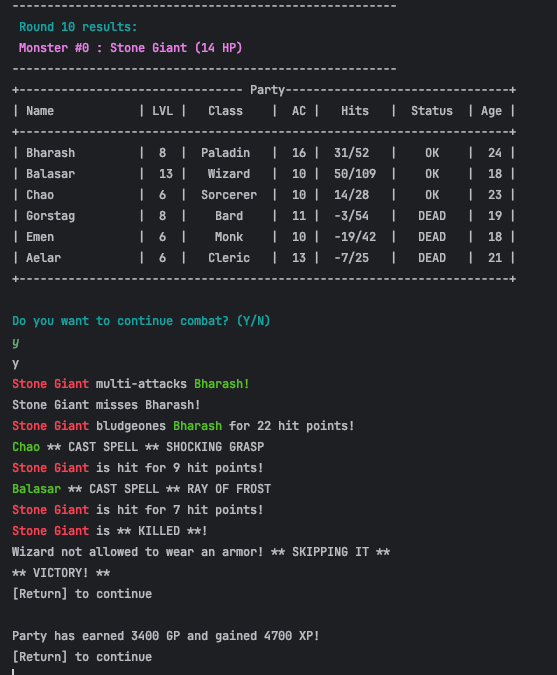 -----------------------------------------------------
Round 10 results:
Monster #0 : Stone Giant (14 HP)
-----------------------------------------------------
+------------------------------- Party-------------------------------+
| Name | LVL | Class | AC | Hits | Status | Age |
+--------------------------------------------------------------------+
| Bharash | 8 | Paladin | 16 | 31/52 | OK | 24 |
| Balasar | 13 | Wizard | 10 | 50/109 | OK | 18 |
| Chao | 6 | Sorcerer | 10 | 14/28 | OK | 23 |
| Gorstag | 8 | Bard | 11 | -3/54 | DEAD | 19 |
| Emen | 6 | Monk | 10 | -19/42 | DEAD | 18 |
| Aelar | 6 | Cleric | 13 | -7/25 | DEAD | 21 |
+--------------------------------------------------------------------+
Do you want to continue combat? (Y/N)
y
y
Stone Giant multi-attacks Bharash!
Stone Giant misses Bharash!
Stone Giant bludgeones Bharash for 22 hit points!
Chao ** CAST SPELL ** SHOCKING GRASP
Stone Giant is hit for 9 hit points!
Balasar ** CAST SPELL ** RAY OF FROST
Stone Giant is hit for 7 hit points!
Stone Giant is ** KILLED **!
Wizard not allowed to wear an armor! ** SKIPPING IT **
** VICTORY! **
[Return] to continue
Party has earned 3400 GP and gained 4700 XP!
[Return] to continue